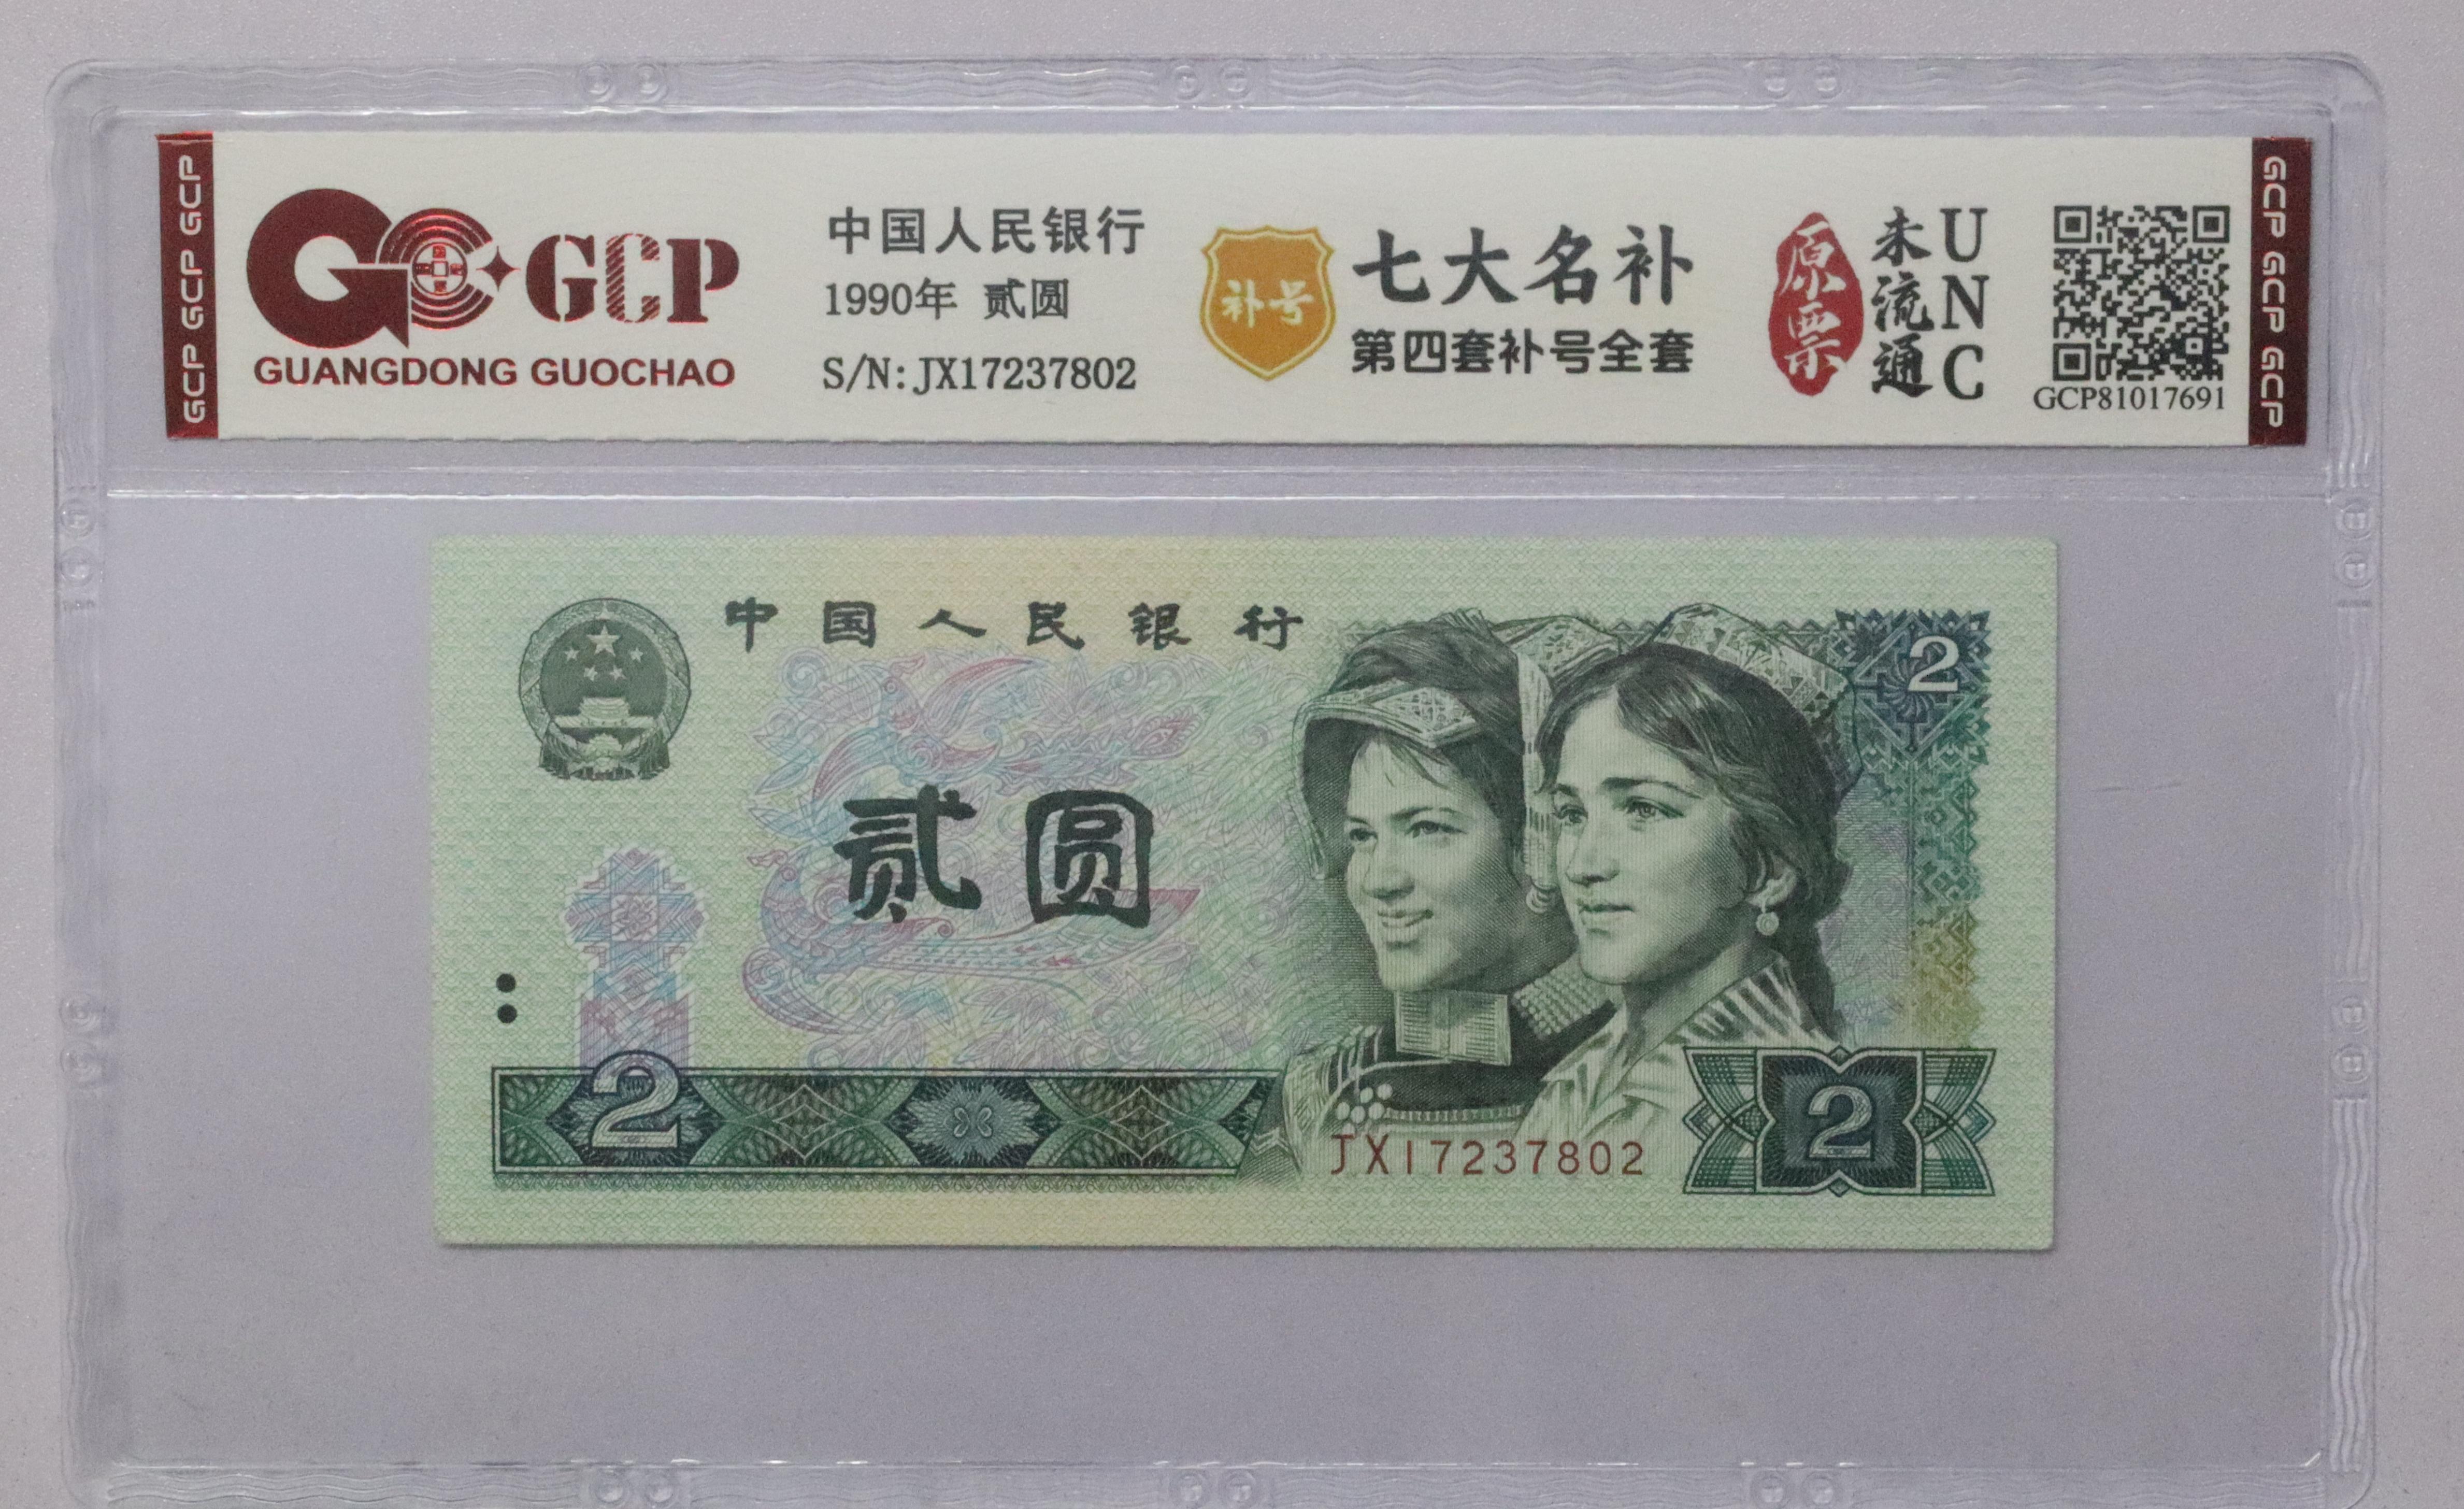 GCP GCP GCP
GCP
GUANGDONG GUOCHAO
中国人民银行
1990年 贰圆
S/N: JX17237802
补号
七大名补
第四套补号全套
原票
未流通
UNC
GCP81017691
GCP GCP GCP
中国人民银行
2
贰圆
2
JX17237802
2